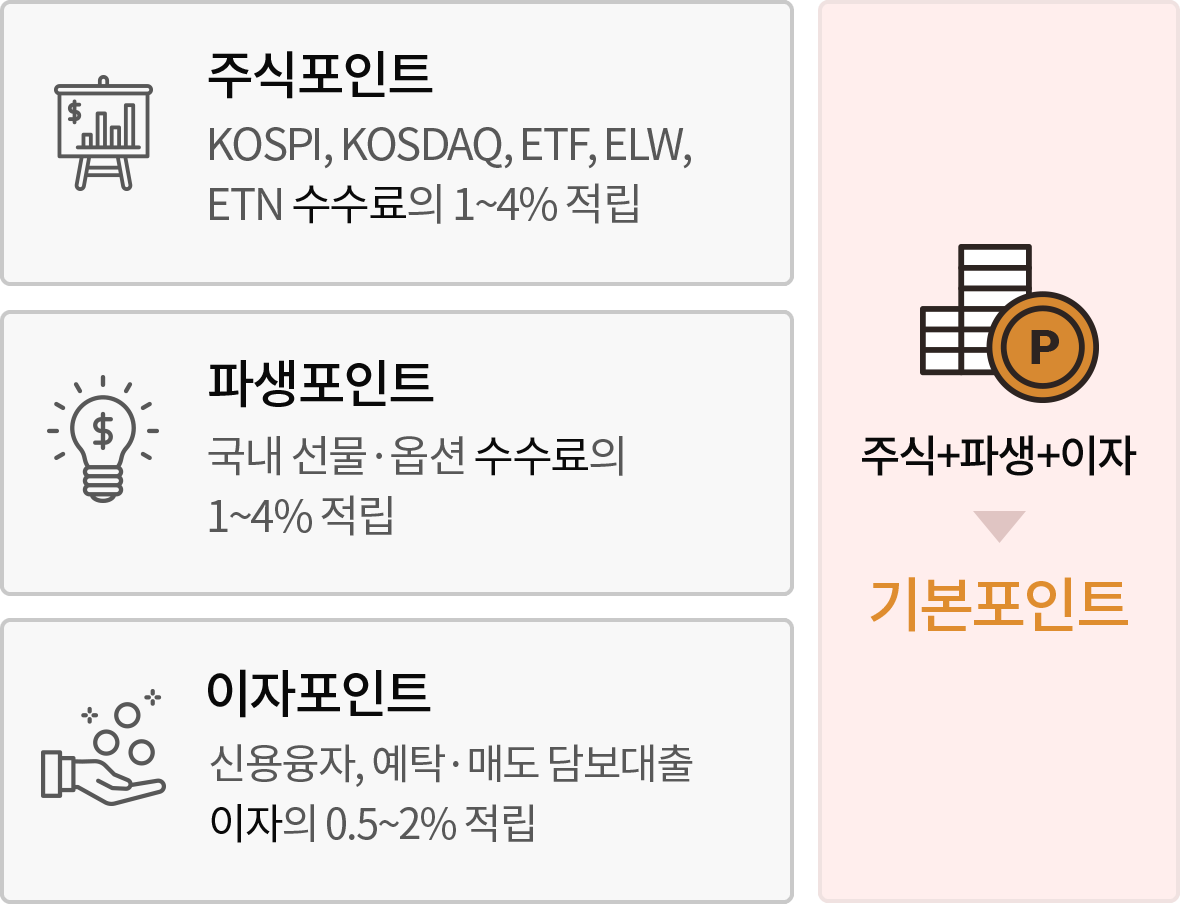 주식포인트
KOSPI, KOSDAQ, ETF, ELW,
ETN 수수료의 1~4% 적립
$
파생포인트
국내 선물·옵션 수수료의
1~4% 적립
$
이자포인트
신용융자, 예탁·매도 담보대출
이자의 0.5~2% 적립
P
주식+파생+이자
기본포인트